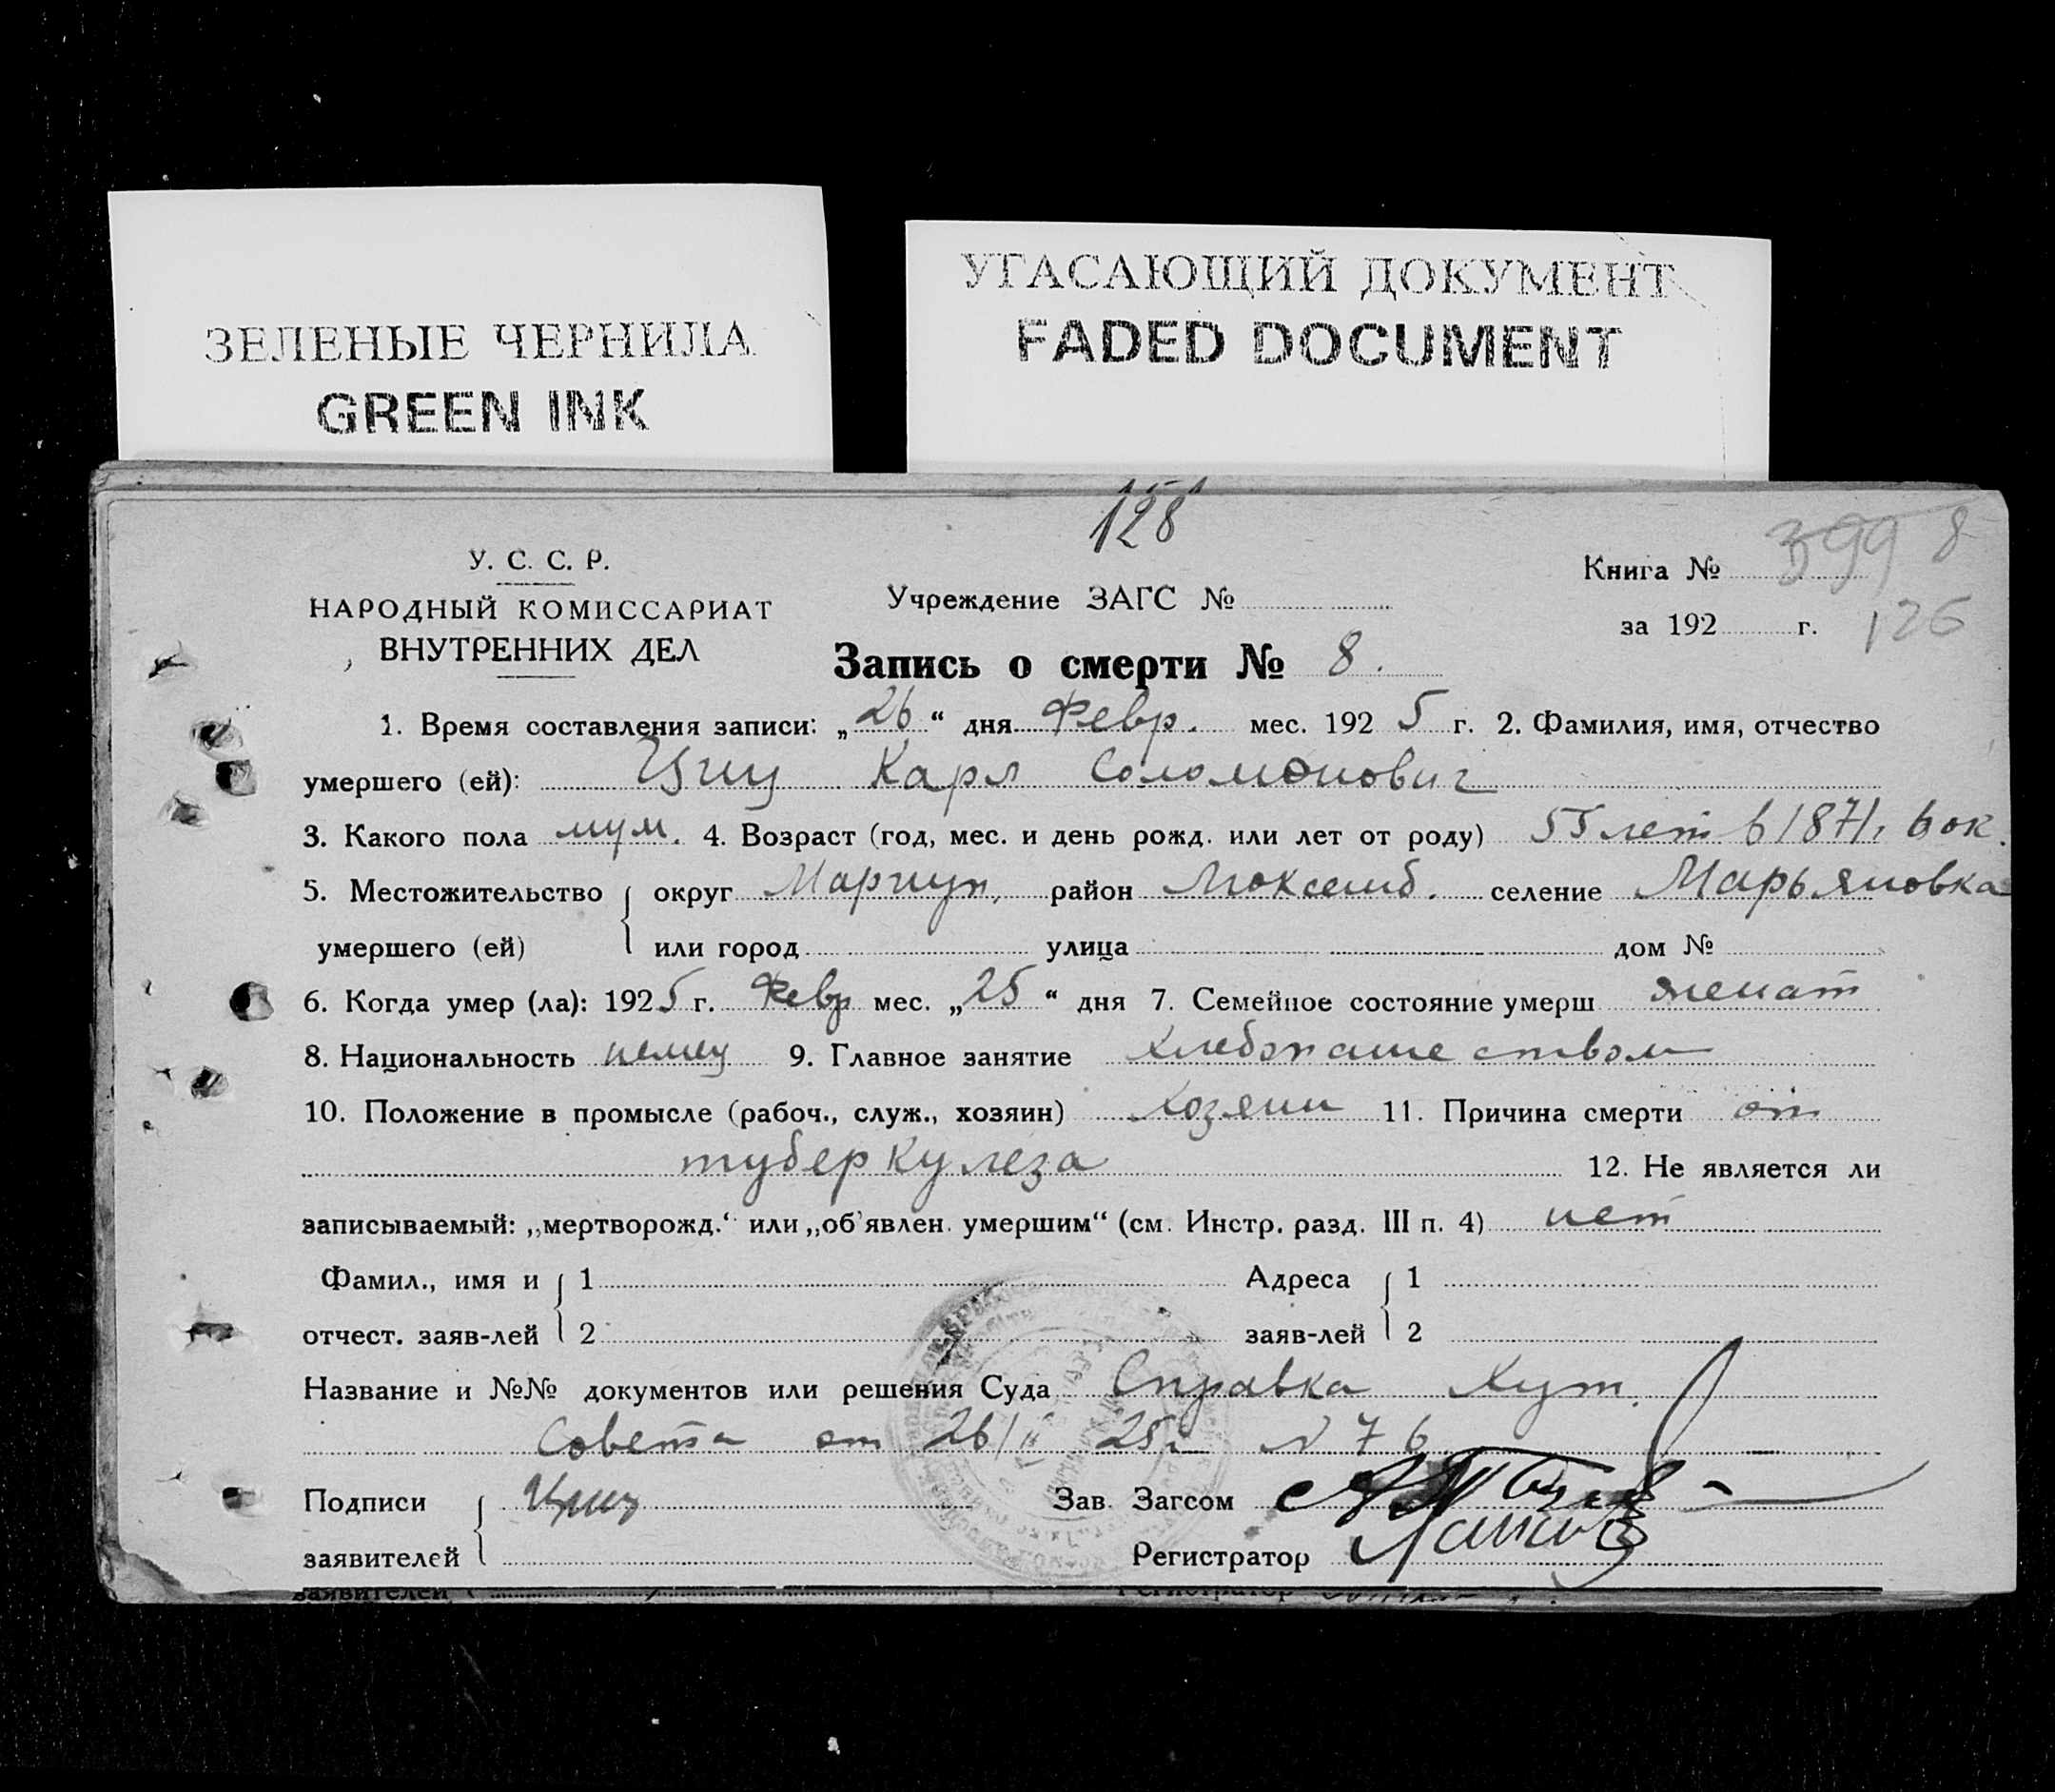 ЗЕЛЕНЫЕ ЧЕРНИЛА
GREEN INK
УГАСАЮЩИЙ ДОКУМЕНТ
FADED DOCUMENT
128
У. С. С. Р.
НАРОДНЫЙ КОМИССАРИАТ
ВНУТРЕННИХ ДЕЛ
Учреждение ЗАГС №
Книга № 399 8
за 192 г. 126
Запись о смерти № 8.
1. Время составления записи: „26“ дня Февр. мес. 1925 г. 2. Фамилия, имя, отчество
умершего (ей): Карл Соломонович
3. Какого пола муж. 4. Возраст (год, мес. и день рожд. или лет от роду) 55 лет 6 ок.
5. Местожительство округ Мариуп. район селение Марьяновка
умершего (ей) или город улица дом №
6. Когда умер (ла): 1925 г. Февр мес. „25“ дня 7. Семейное состояние умерш женат
8. Национальность немец 9. Главное занятие хлебопашеством
10. Положение в промысле (рабоч., служ., хозяин) хозяин 11. Причина смерти от
туберкулеза 12. Не является ли
записываемый: „мертворожд.“ или „об'явлен. умершим“ (см. Инстр. разд. III п. 4) нет
Фамил., имя и 1 Адреса 1
отчест. заяв-лей 2 заяв-лей 2
Название и №№ документов или решения Суда Справка Хут.
Совета от 26/II 25 г N 76
Подписи Зав. Загсом
заявителей Регистратор